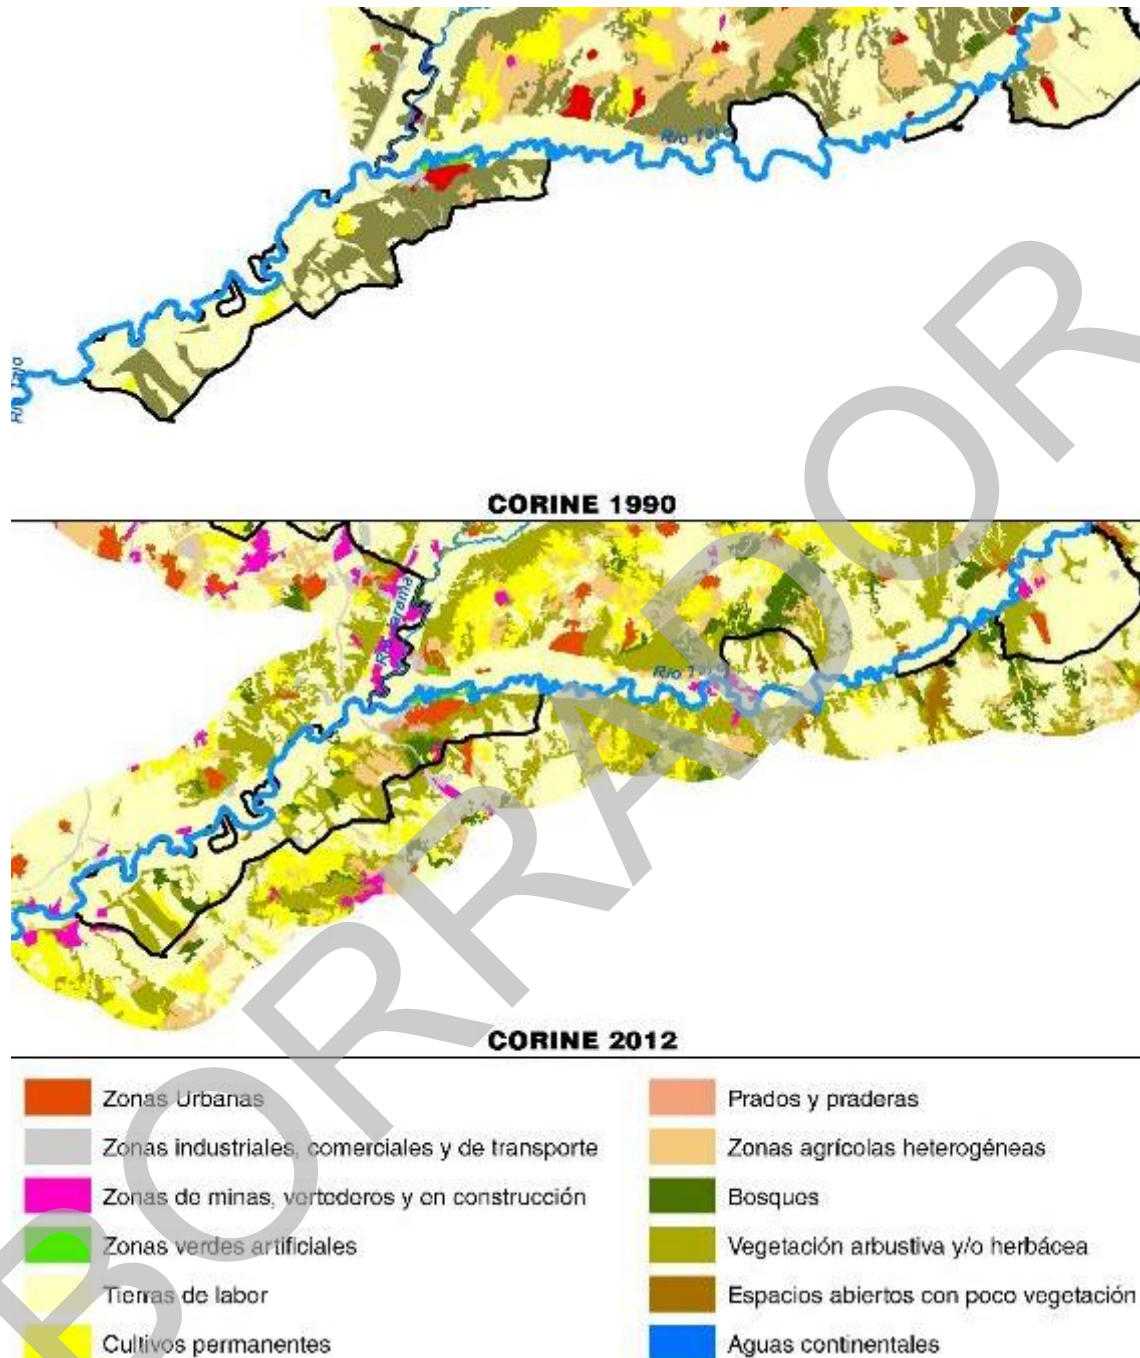 Río Tajo
Río Tajo
CORINE 1990
Río Jarama
Río Tajo
CORINE 2012
Zonas Urbanas
Zonas industriales, comerciales y de transporte
Zonas de minas, vertederos y en construcción
Zonas verdes artificiales
Tierras de labor
Cultivos permanentes
Prados y praderas
Zonas agrícolas heterogéneas
Bosques
Vegetación arbustiva y/o herbácea
Espacios abiertos con poco vegetación
Aguas continentales
BORRADOR